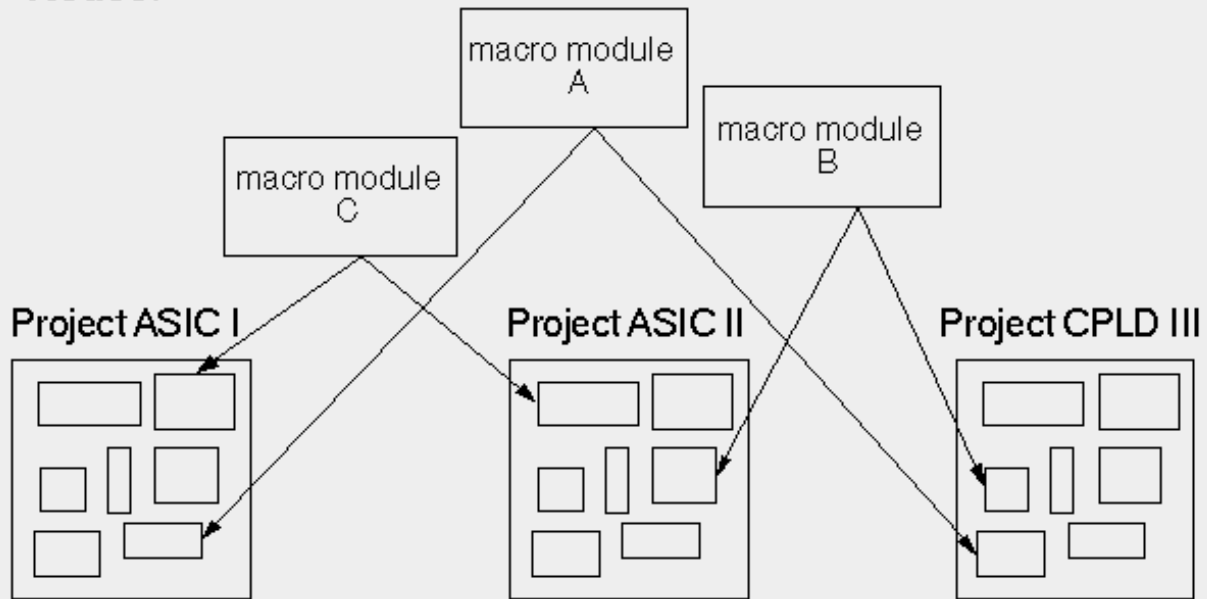 macro module
A
macro module
B
macro module
C
Project ASIC I
Project ASIC II
Project CPLD III